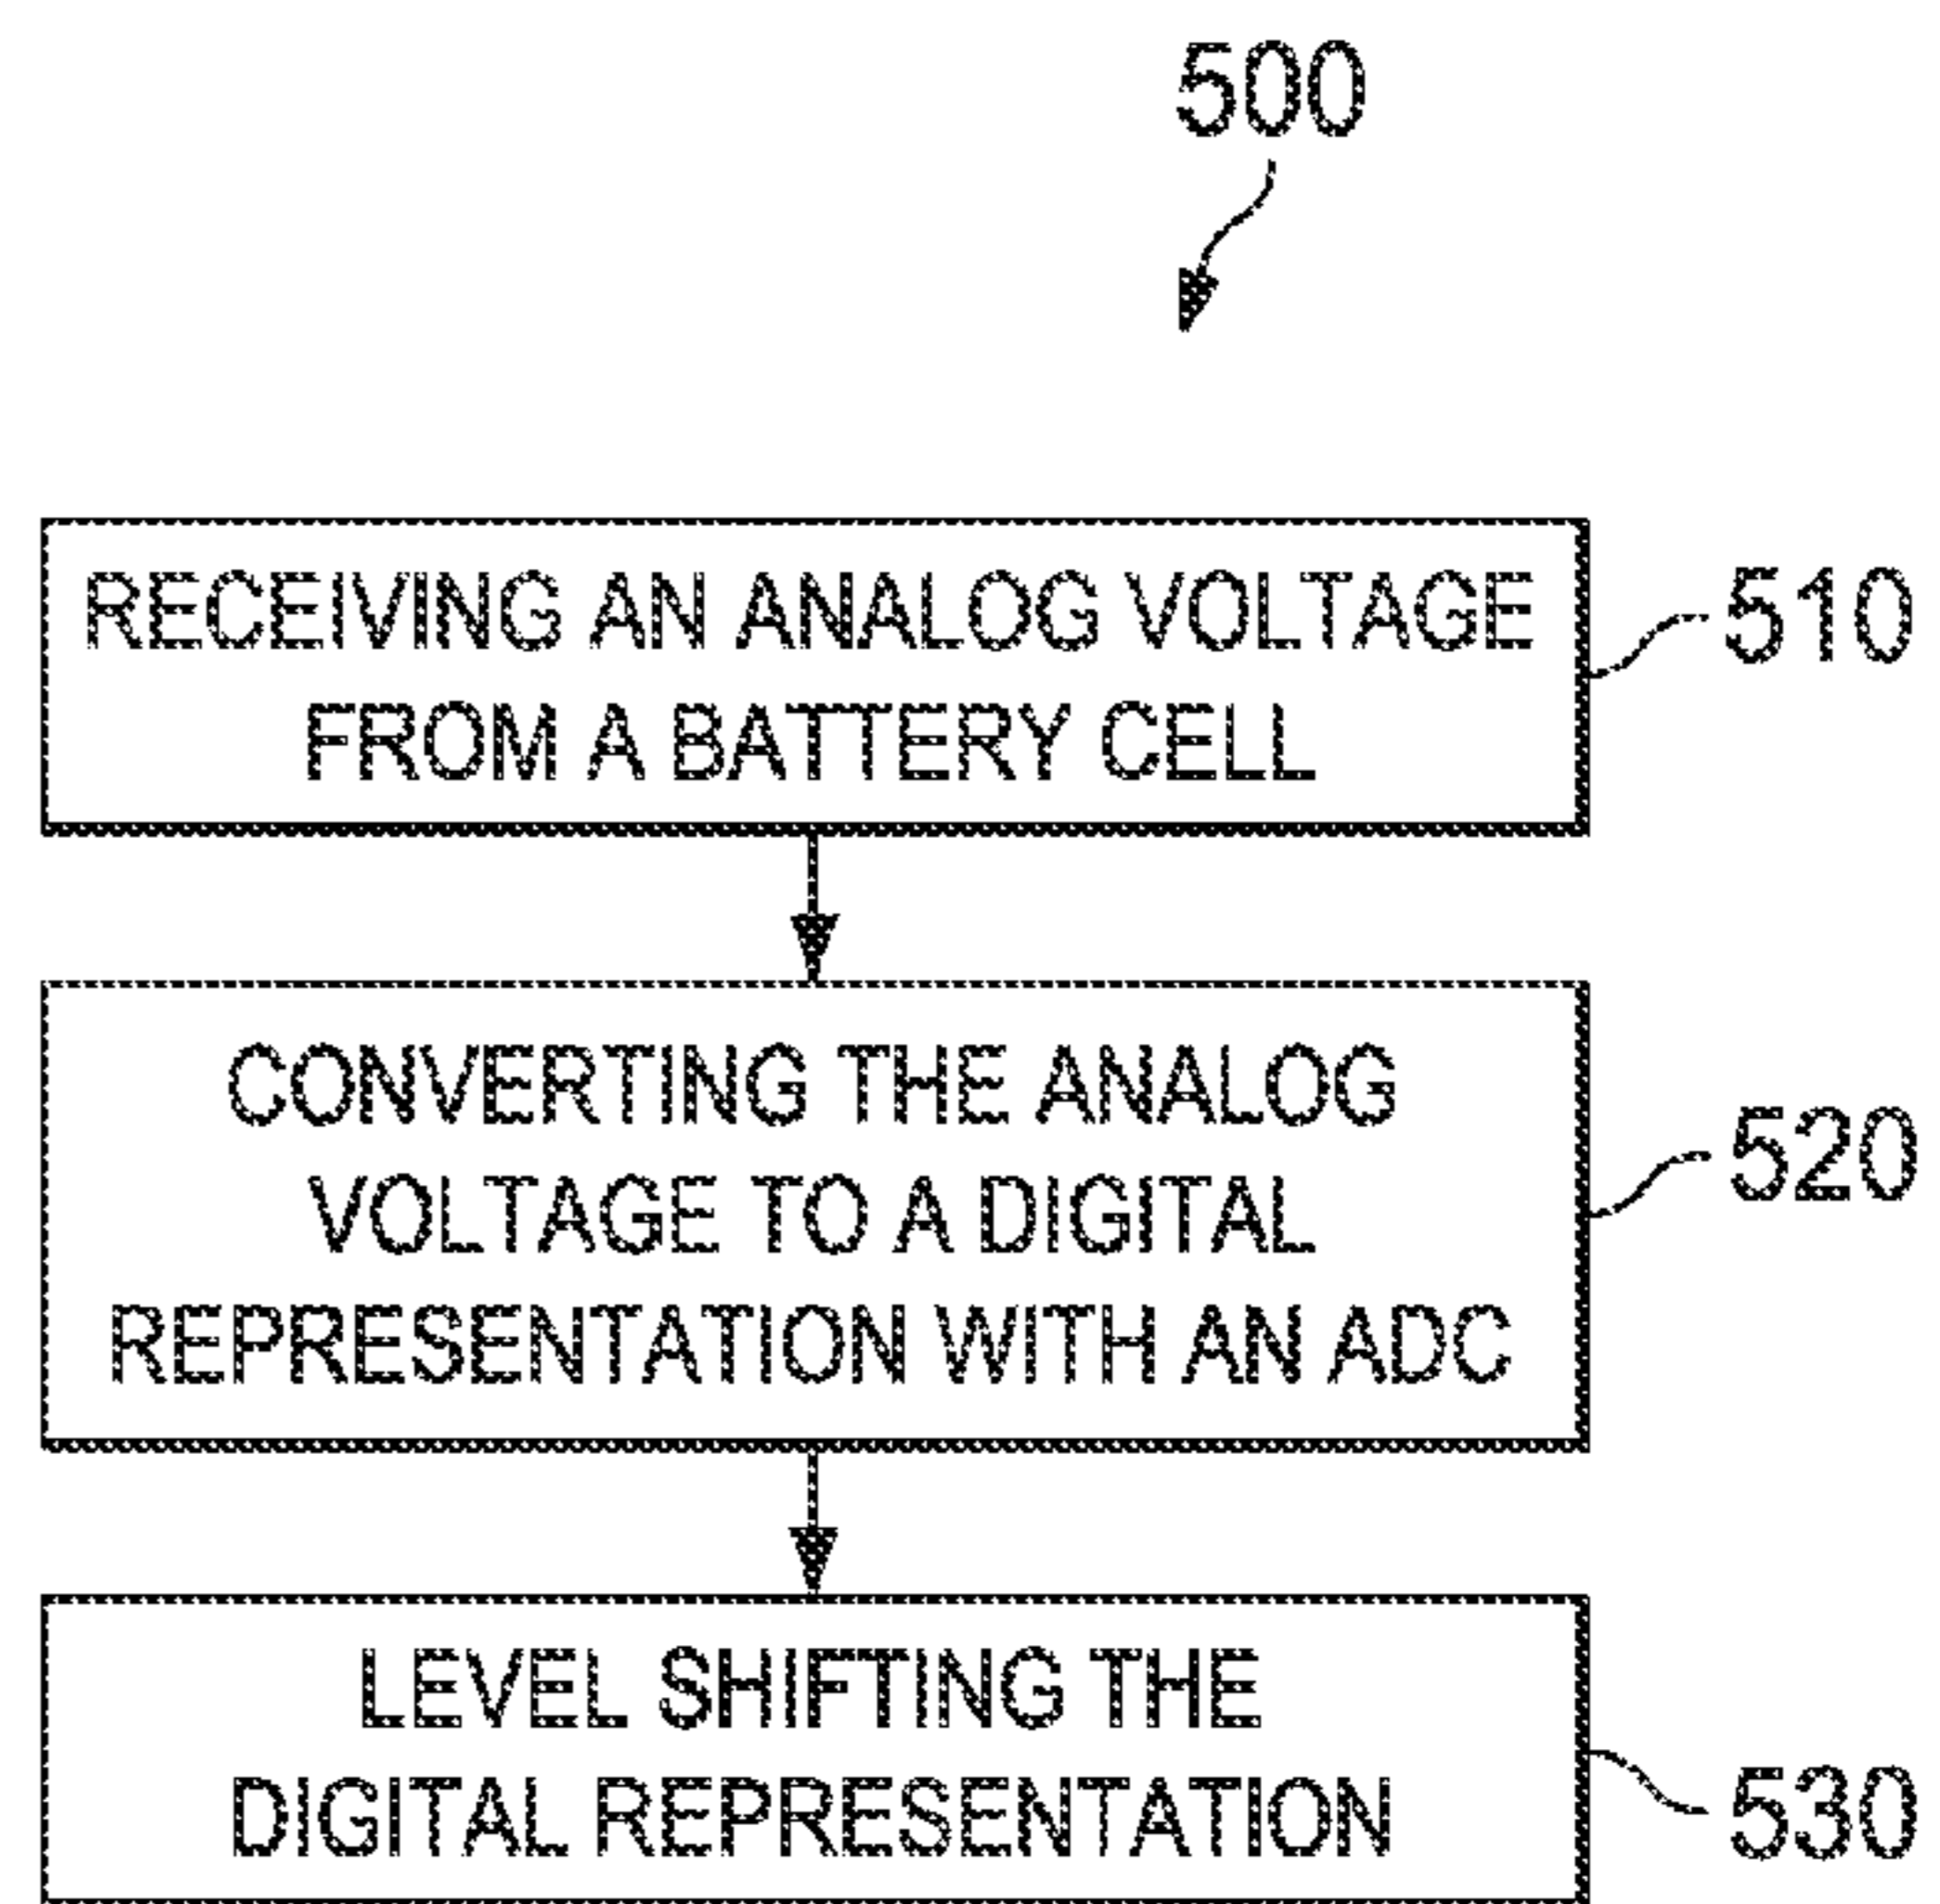 500
RECEIVING AN ANALOG VOLTAGE
FROM A BATTERY CELL
510
CONVERTING THE ANALOG
VOLTAGE TO A DIGITAL
REPRESENTATION WITH AN ADC
520
LEVEL SHIFTING THE
DIGITAL REPRESENTATION
530